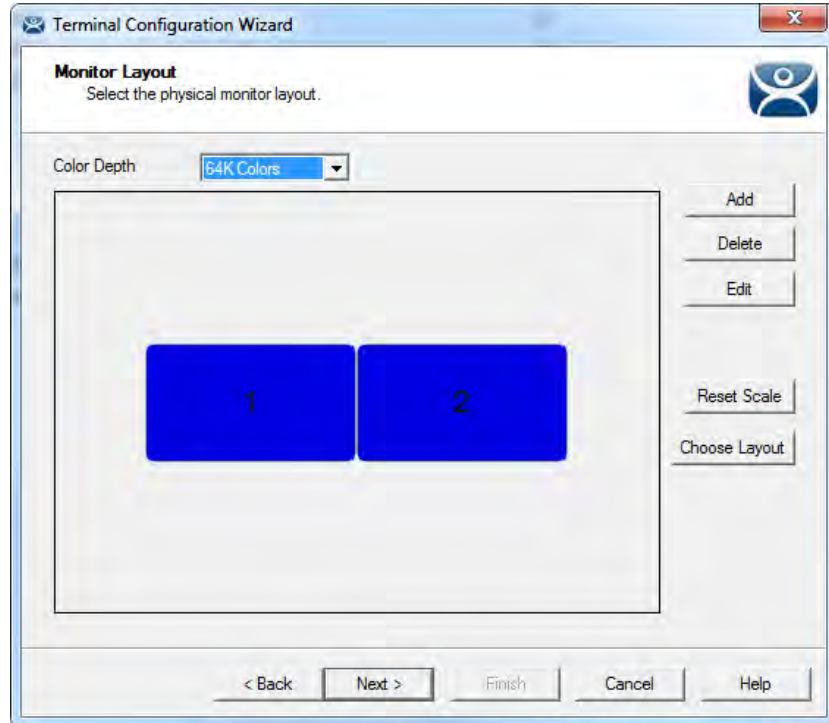 Terminal Configuration Wizard
X
Monitor Layout
Select the physical monitor layout.
Color Depth
64K Colors
Add
Delete
Edit
1
2
Reset Scale
Choose Layout
< Back
Next >
Finish
Cancel
Help